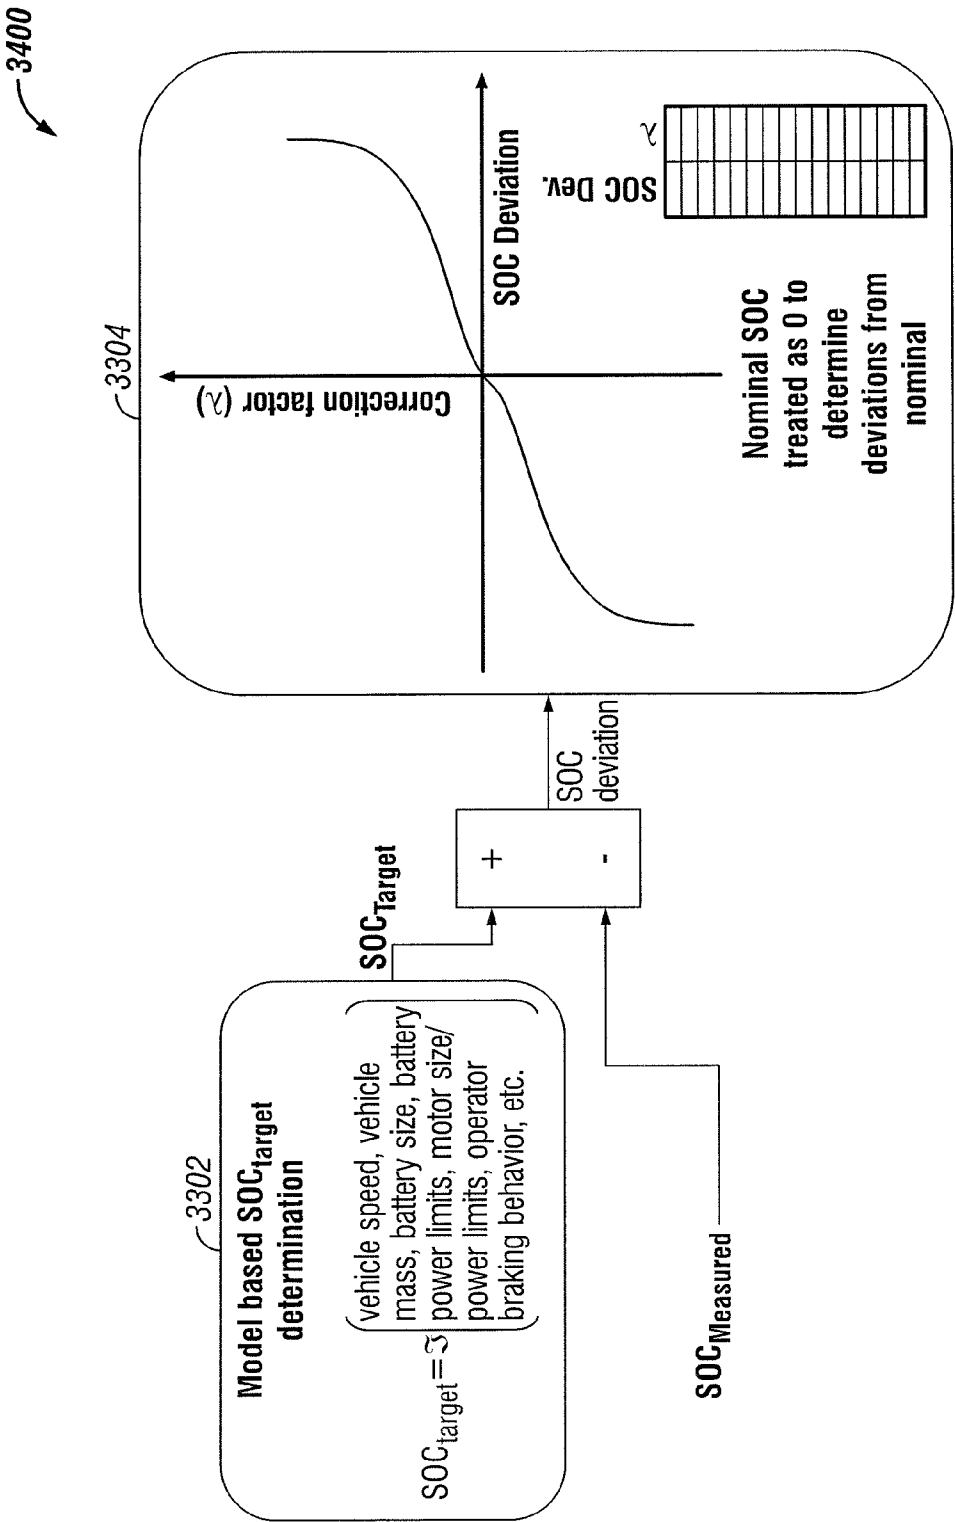 3400
3302
Model based SOCtarget
determination
SOCtarget=ℑ
vehicle speed, vehicle
mass, battery size, battery
power limits, motor size/
power limits, operator
braking behavior, etc.
SOCTarget
SOCMeasured
+
-
SOC
deviation
3304
Correction factor (λ)
SOC Deviation
Nominal SOC
treated as 0 to
determine
deviations from
nominal
SOC Dev. λ